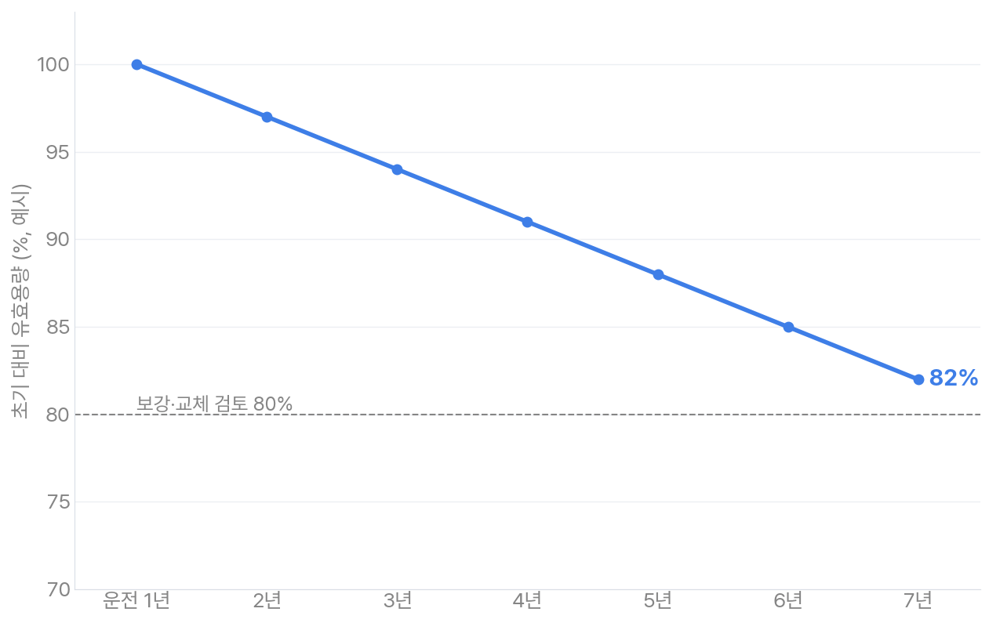 초기 대비 유효용량 (%, 예시)
100
95
90
85
80
75
70
보강·교체 검토 80%
82%
운전 1년
2년
3년
4년
5년
6년
7년